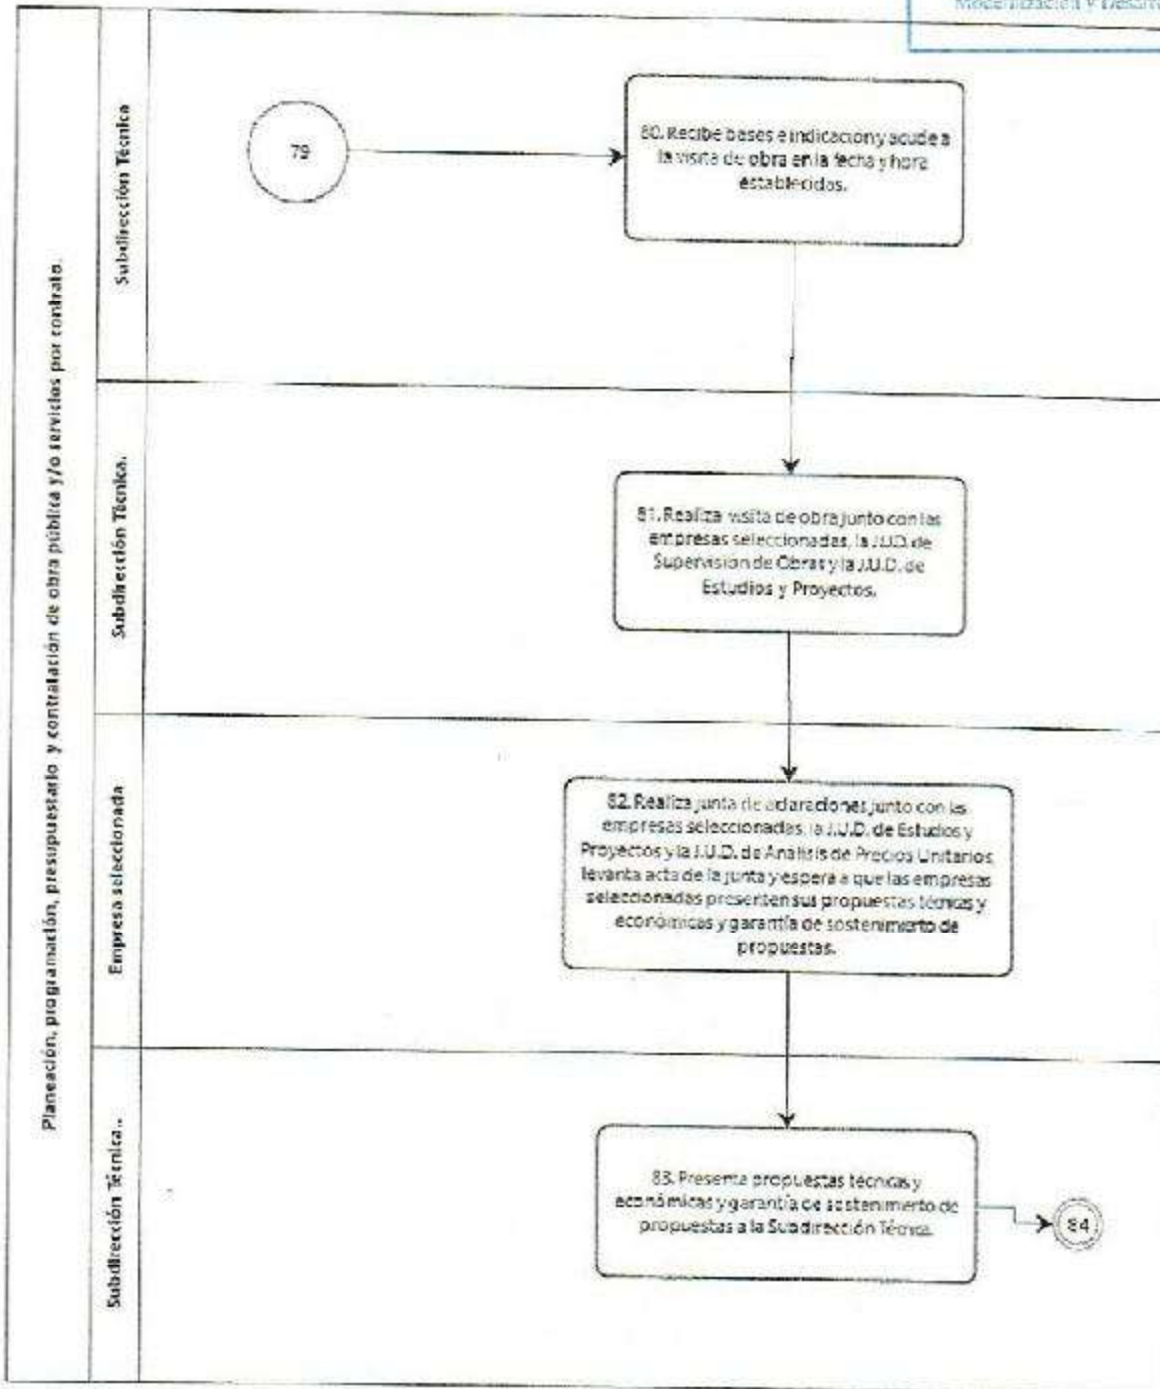 Modernización y Desarro
Planeación, programación, presupuestario y contratación de obra pública y/o servicios por contrato.
Subdirección Técnica
79
80. Recibe bases e indicación y acude a
la visita de obra en la fecha y hora
establecidas.
Subdirección Técnica.
81. Realiza visita de obra junto con las
empresas seleccionadas, la J.U.D. de
Supervisión de Obras y la J.U.D. de
Estudios y Proyectos.
Empresa seleccionada
82. Realiza junta de aclaraciones junto con las
empresas seleccionadas, la J.U.D. de Estudios y
Proyectos y la J.U.D. de Análisis de Precios Unitarios,
levanta acta de la junta y espera a que las empresas
seleccionadas presenten sus propuestas técnicas y
económicas y garantía de sostenimiento de
propuestas.
Subdirección Técnica..
83. Presenta propuestas técnicas y
económicas y garantía de sostenimiento de
propuestas a la Subdirección Técnica.
84